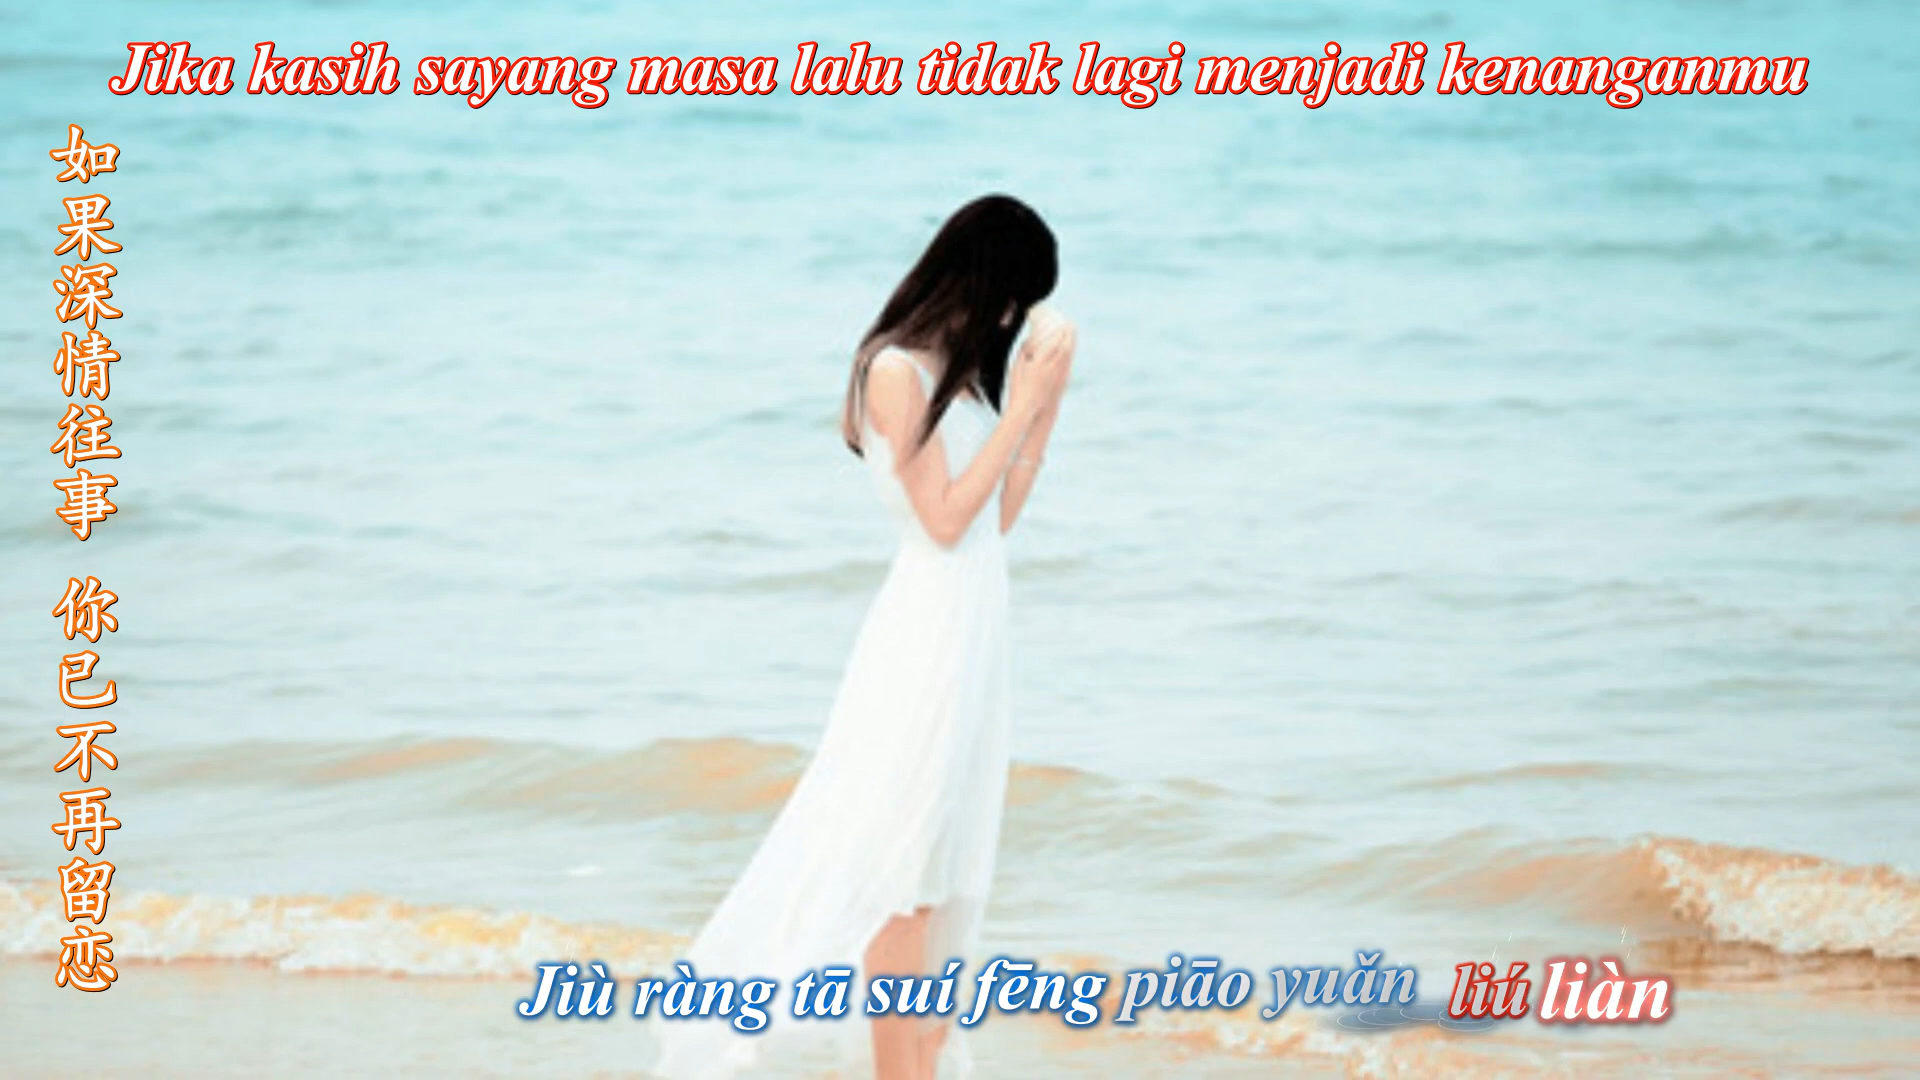 Jika kasih sayang masa lalu tidak lagi menjadi kenanganmu
如果深情往事 你已不再留恋
Jiù ràng tā suí fēng piāo yuǎn liú liàn